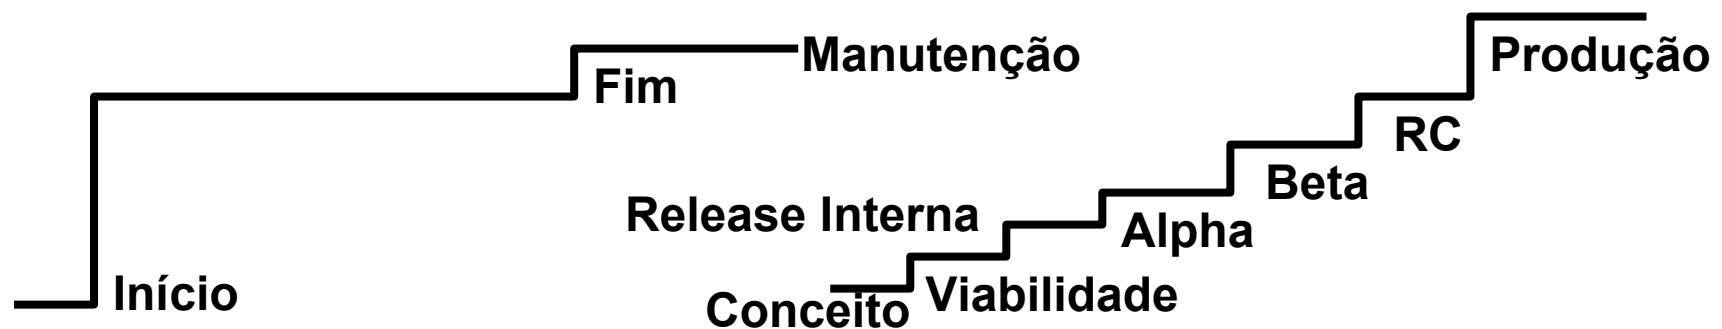 Manutenção
Fim
Início
Produção
RC
Beta
Release Interna
Alpha
Viabilidade
Conceito